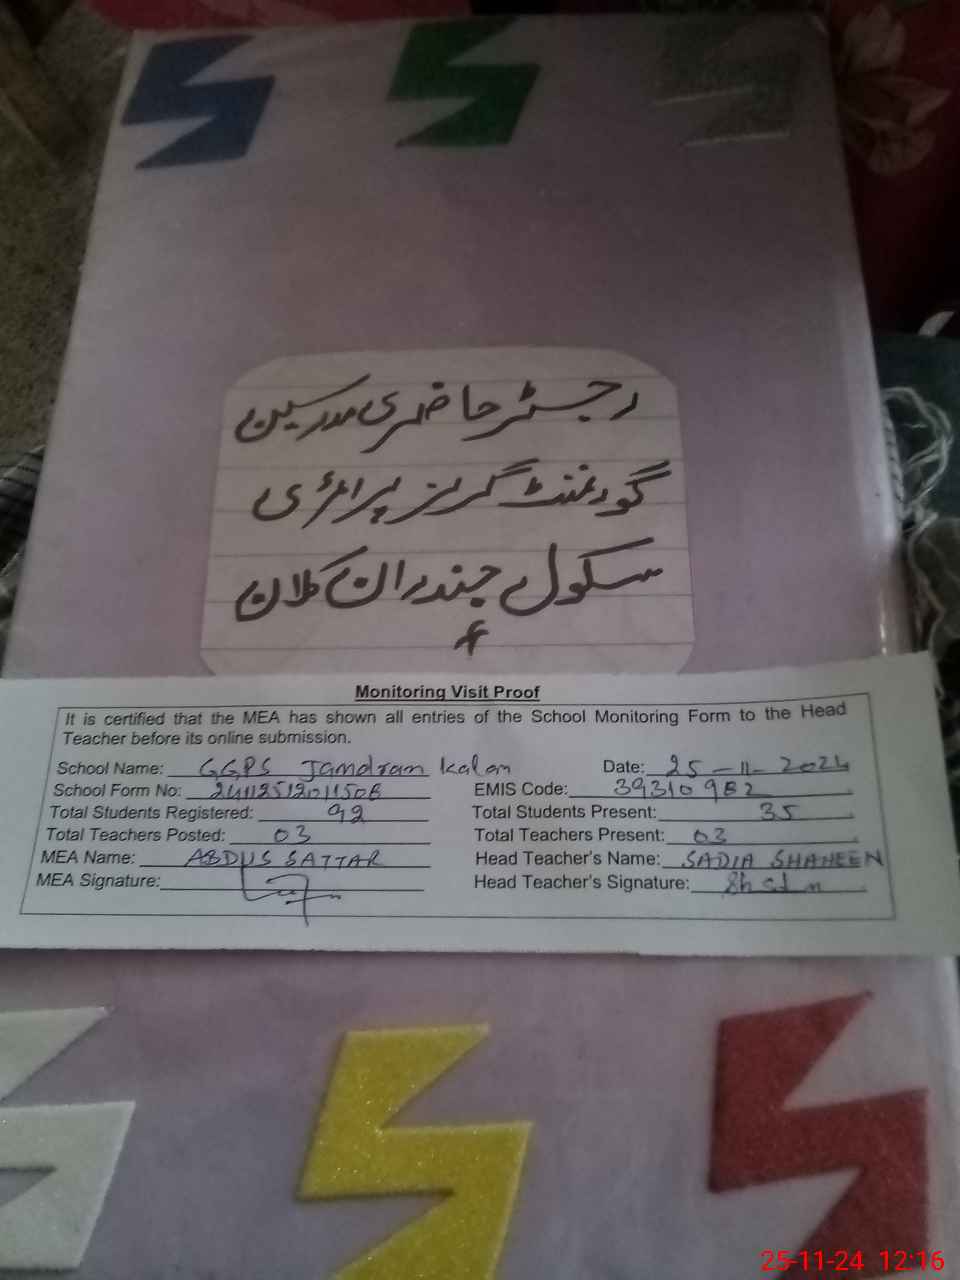 رجسٹر حاضری مدرسین
گورنمنٹ گرلز پرائمری
سکول جندران کلاں
Monitoring Visit Proof
It is certified that the MEA has shown all entries of the School Monitoring Form to the Head
Teacher before its online submission.
School Name: GGPS Jandran Kalan Date: 25-11-2024
School Form No: EMIS Code:
Total Students Registered: 92 Total Students Present: 35
Total Teachers Posted: 03 Total Teachers Present: 03
MEA Name: ABDUS SATTAR Head Teacher's Name: SADIA SHAHEEN
MEA Signature: Head Teacher's Signature:
25-11-24 12:16